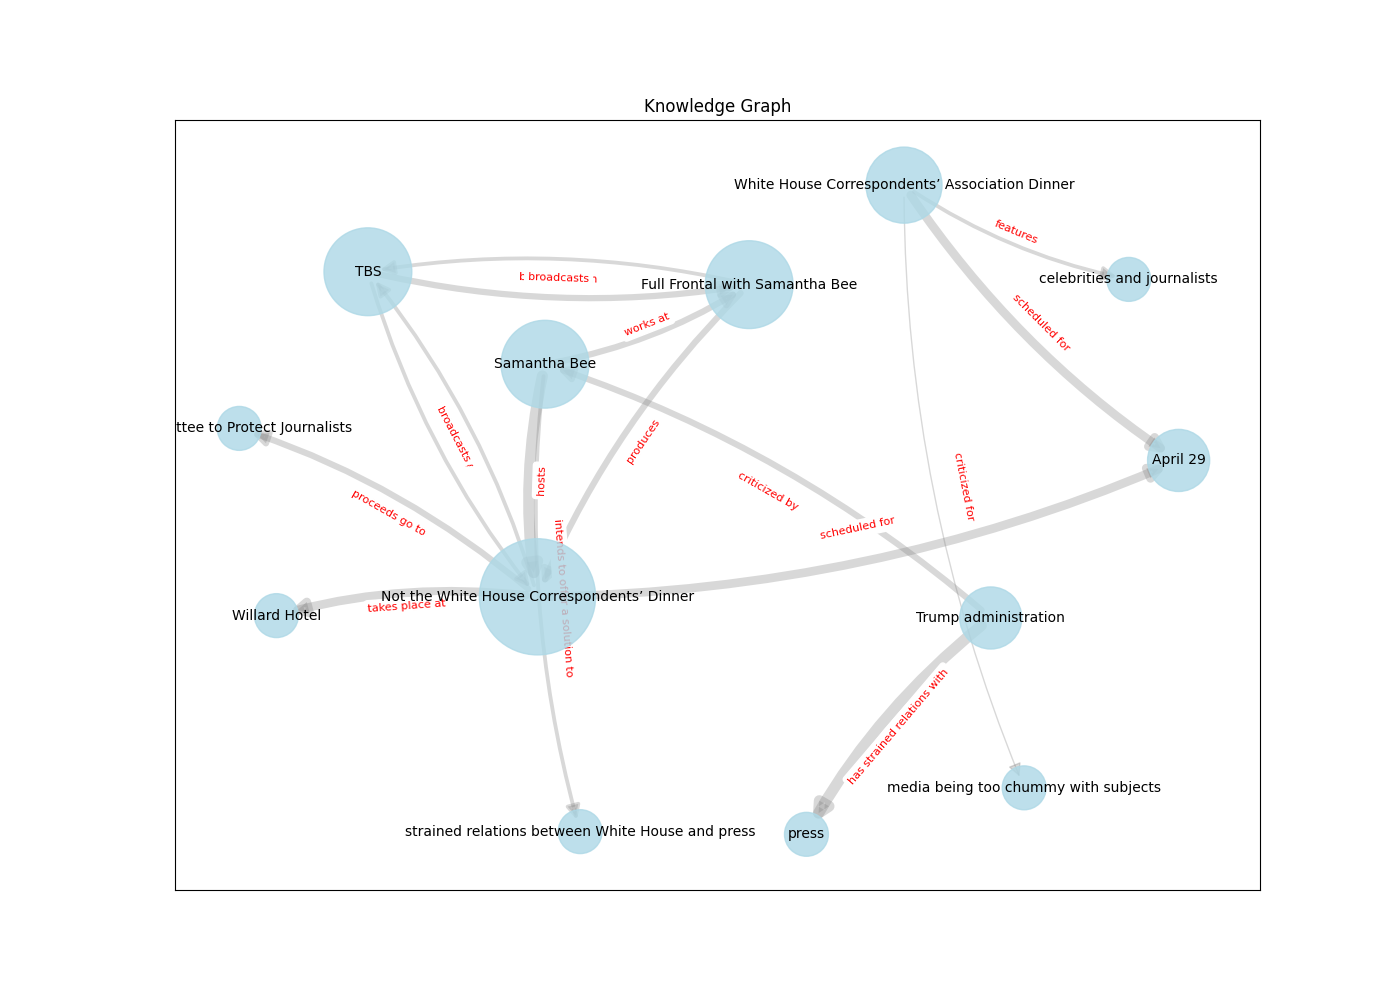 Knowledge Graph
White House Correspondents’ Association Dinner
features
TBS
broadcasts
Full Frontal with Samantha Bee
celebrities and journalists
scheduled for
works at
Samantha Bee
ttee to Protect Journalists
broadcasts
produces
criticized by
criticized for
April 29
hosts
proceeds go to
scheduled for
intends to offer a solution to
Not the White House Correspondents’ Dinner
takes place at
Willard Hotel
Trump administration
has strained relations with
media being too chummy with subjects
strained relations between White House and press
press